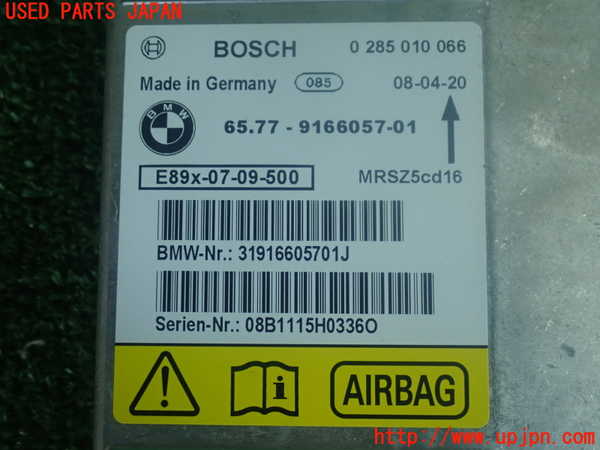 USED PARTS JAPAN
BOSCH 0 285 010 066
Made in Germany 085 08-04-20
BMW 65.77 - 9166057-01
E89x-07-09-500 MRSZ5cd16
BMW-Nr.: 31916605701J
Serien-Nr.: 08B1115H0336O
AIRBAG
http://www.upjpn.com/